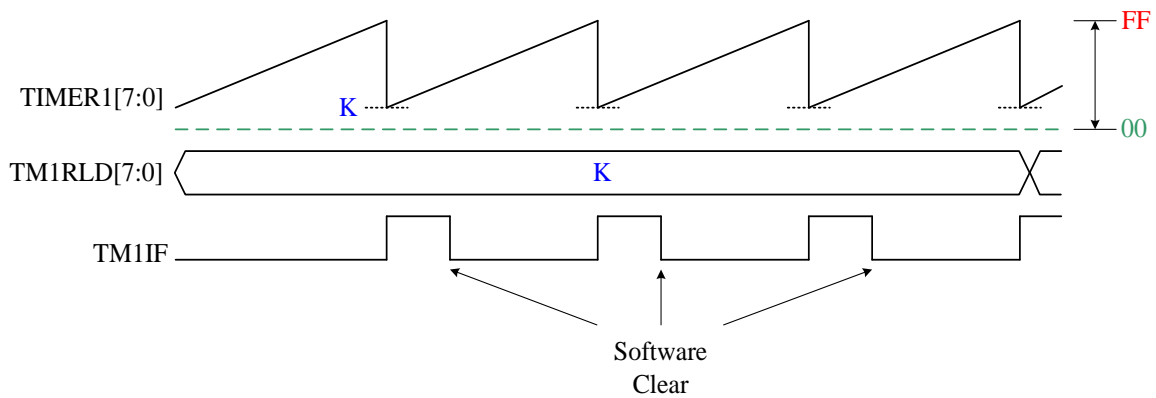 FF
TIMER1[7:0]
K
00
TM1RLD[7:0]
K
TM1IF
Software
Clear